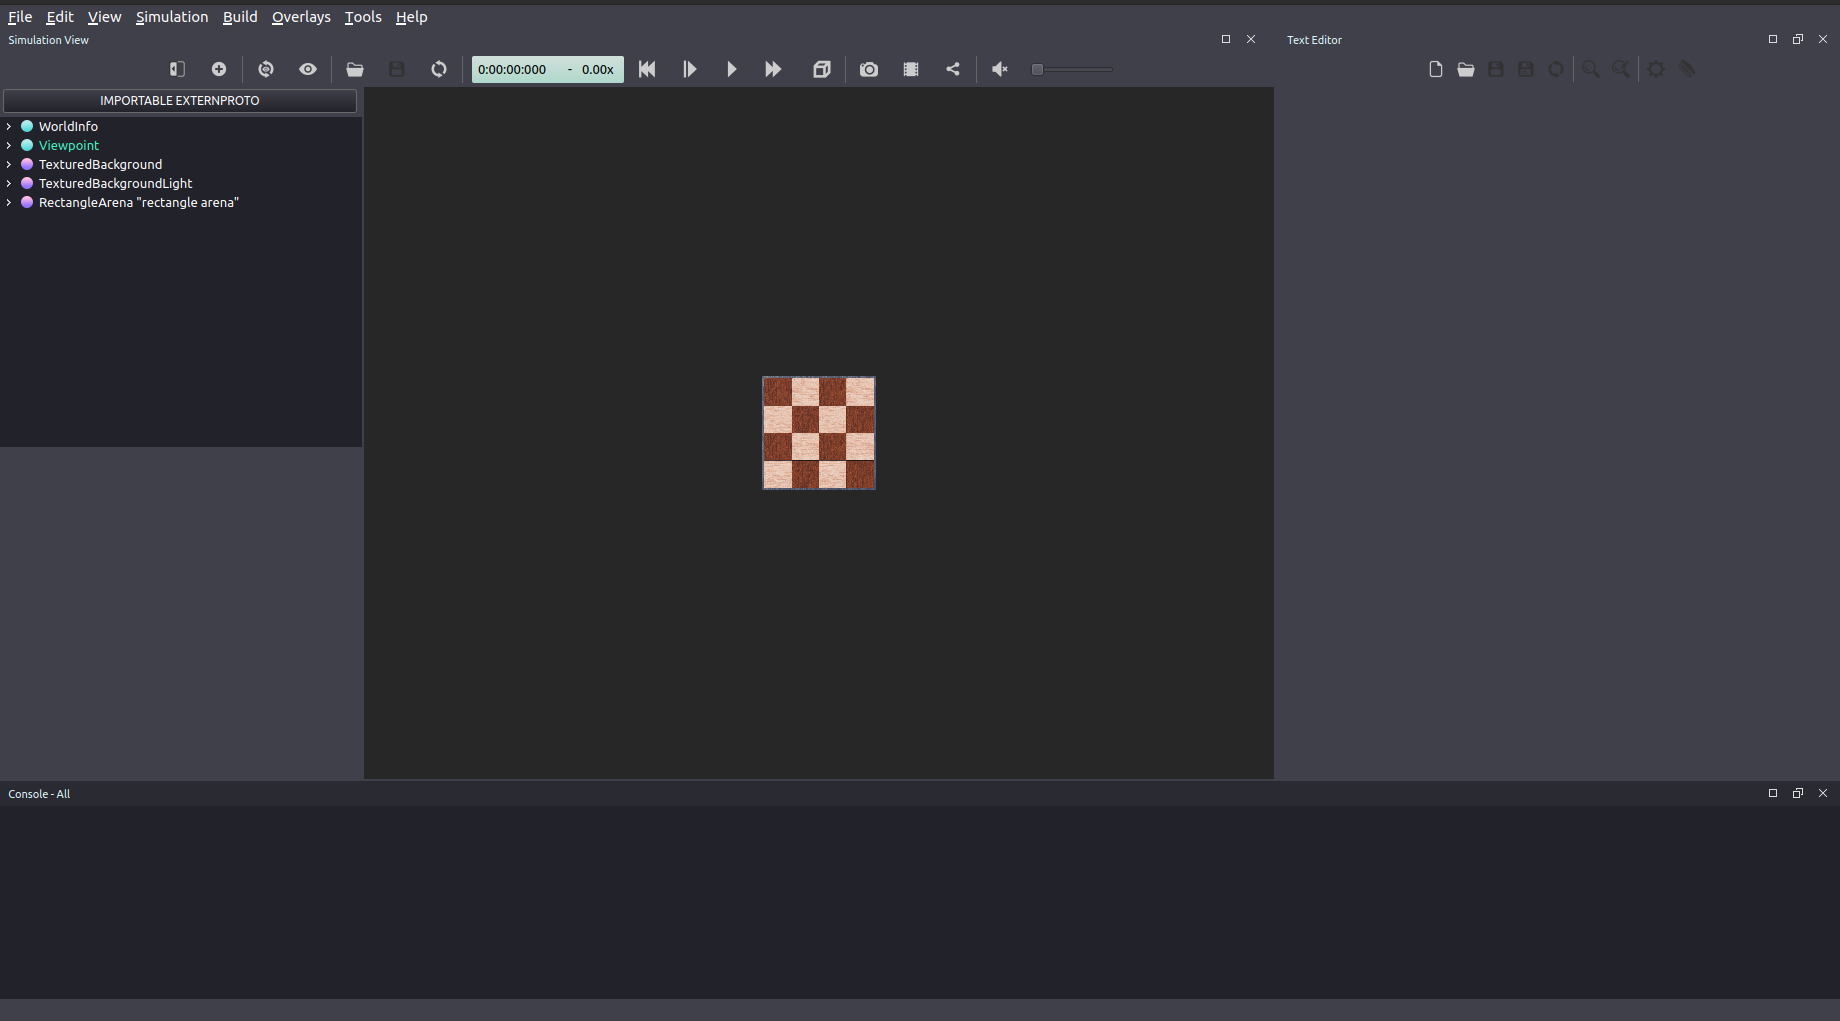 File Edit View Simulation Build Overlays Tools Help
Simulation View
Text Editor
0:00:00:000 - 0.00x
IMPORTABLE EXTERNPROTO
WorldInfo
Viewpoint
TexturedBackground
TexturedBackgroundLight
RectangleArena "rectangle arena"
Console - All